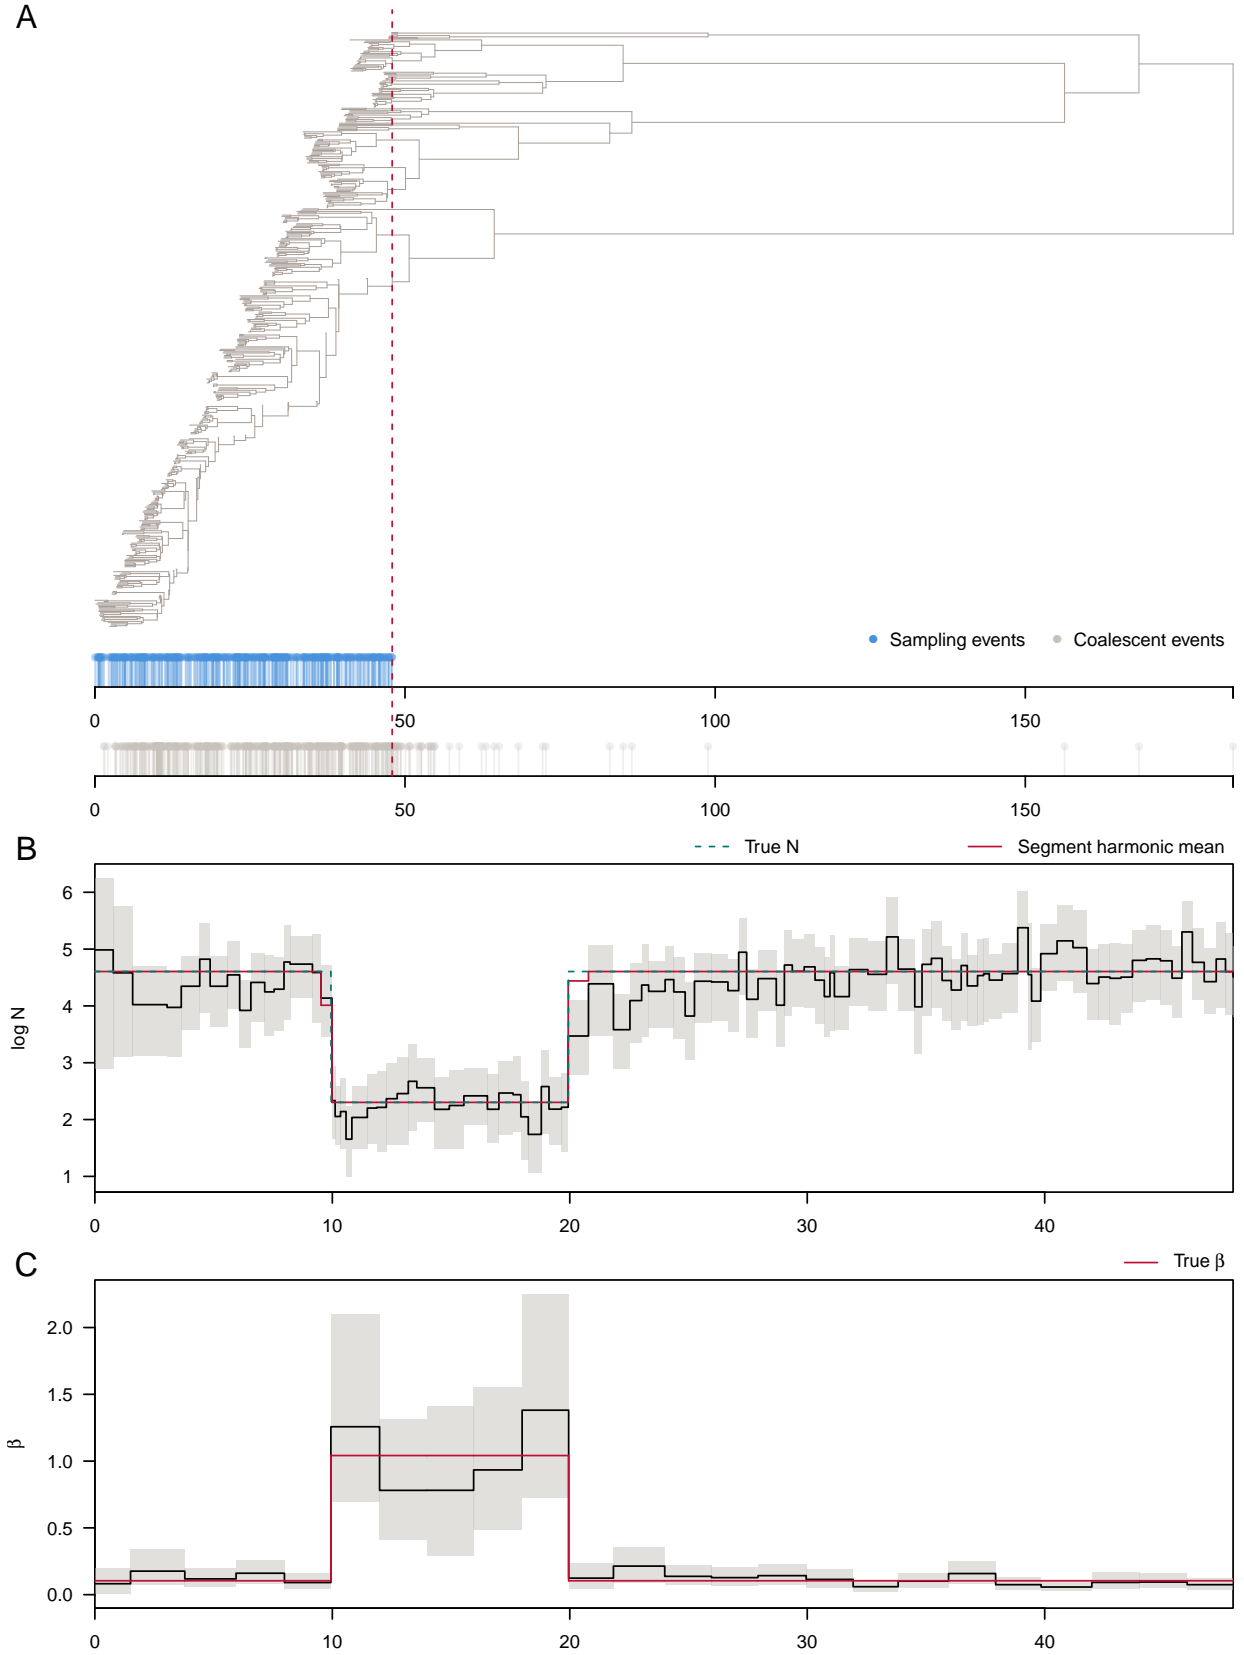 A
Sampling events Coalescent events
0 50 100 150
0 50 100 150
B
True N Segment harmonic mean
6
5
4
3
2
1
log N
0 10 20 30 40
C
True β
2.0
1.5
1.0
0.5
0.0
β
0 10 20 30 40